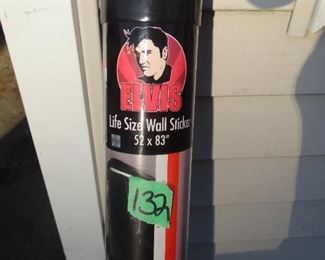 ELVIS
Life Size Wall Sticker
52 x 83"
132